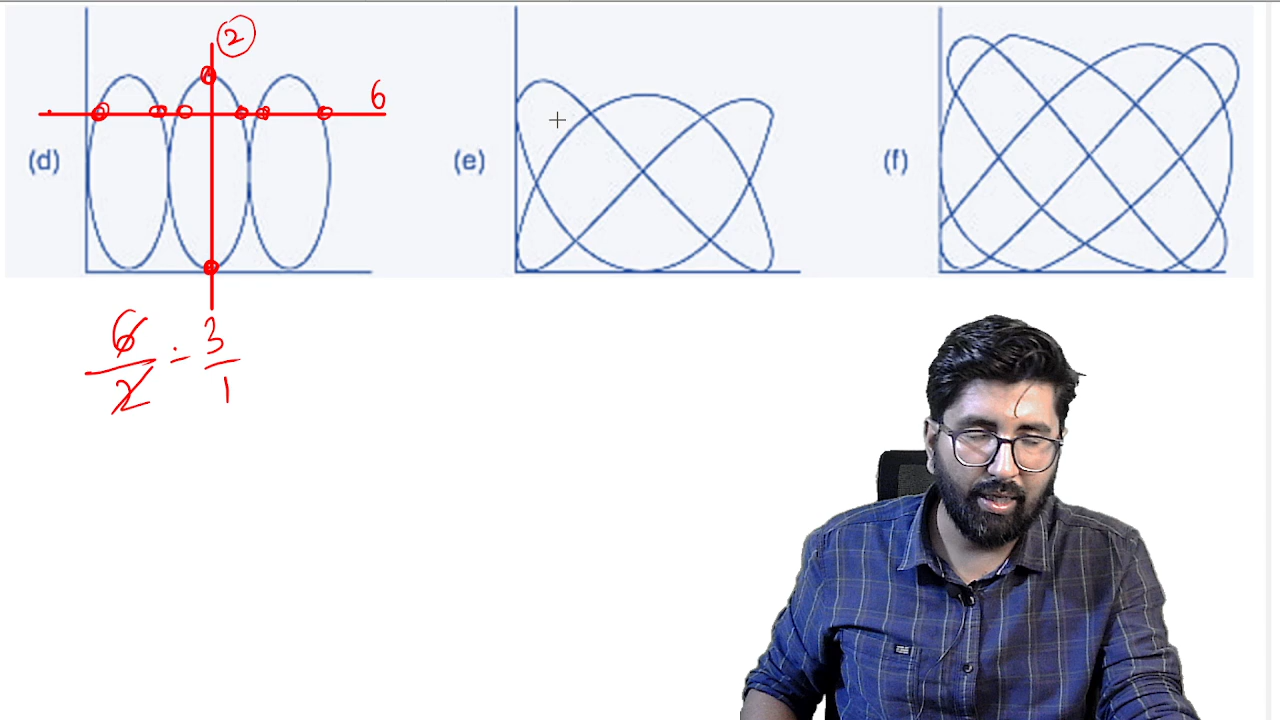 2
6
(d)
(e)
(f)
6/2 = 3/1